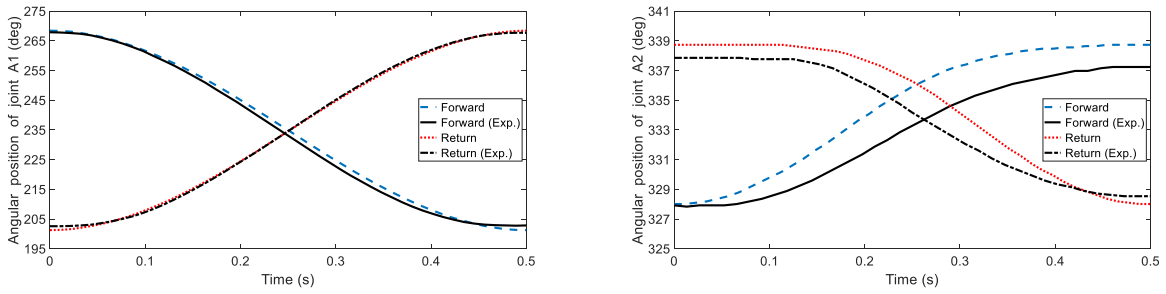 Angular position of joint A1 (deg)
275
265
255
245
235
225
215
205
195
0
0.1
0.2
0.3
0.4
0.5
Time (s)
Forward
Forward (Exp.)
Return
Return (Exp.)
Angular position of joint A2 (deg)
341
339
337
335
333
331
329
327
325
0
0.1
0.2
0.3
0.4
0.5
Time (s)
Forward
Forward (Exp.)
Return
Return (Exp.)